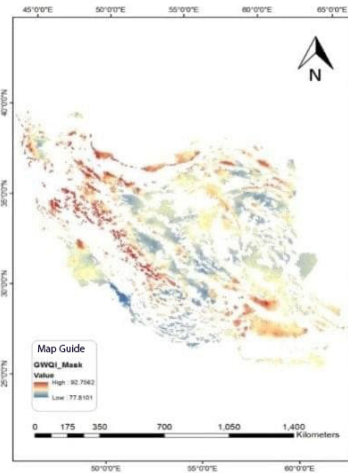 45°0'0"E 50°0'0"E 55°0'0"E 60°0'0"E 65°0'0"E
N
40°0'0"N
35°0'0"N
30°0'0"N
25°0'0"N
Map Guide
GWQI_Mask
Value
High : 92.7562
Low : 77.8101
0 175 350 700 1,050 1,400
Kilometers
50°0'0"E 55°0'0"E 60°0'0"E